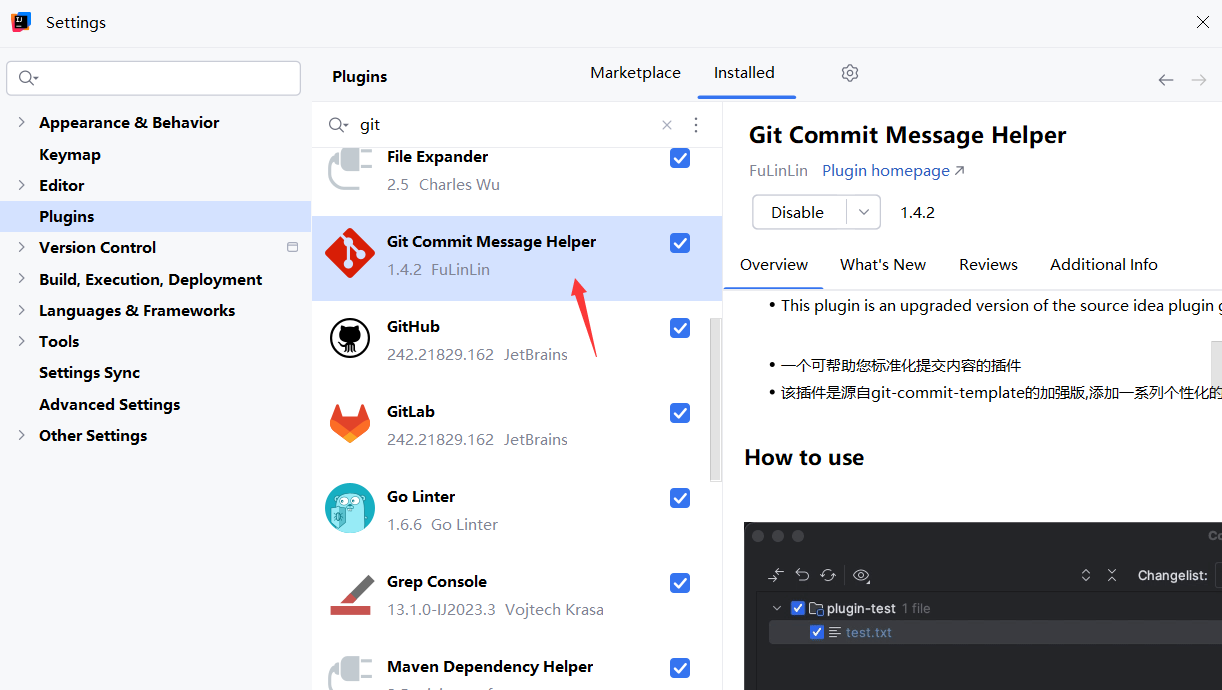 Settings
Plugins
Marketplace
Installed
Appearance & Behavior
Keymap
Editor
Plugins
Version Control
Build, Execution, Deployment
Languages & Frameworks
Tools
Settings Sync
Advanced Settings
Other Settings
git
File Expander
2.5 Charles Wu
Git Commit Message Helper
1.4.2 FuLinLin
GitHub
242.21829.162 JetBrains
GitLab
242.21829.162 JetBrains
Go Linter
1.6.6 Go Linter
Grep Console
13.1.0-IJ2023.3 Vojtech Krasa
Maven Dependency Helper
Git Commit Message Helper
FuLinLin Plugin homepage ↗
Disable 1.4.2
Overview What's New Reviews Additional Info
• This plugin is an upgraded version of the source idea plugin
• 一个可帮助您标准化提交内容的插件
• 该插件是源自git-commit-template的加强版,添加一系列个性化的
How to use
Changelist:
plugin-test 1 file
test.txt